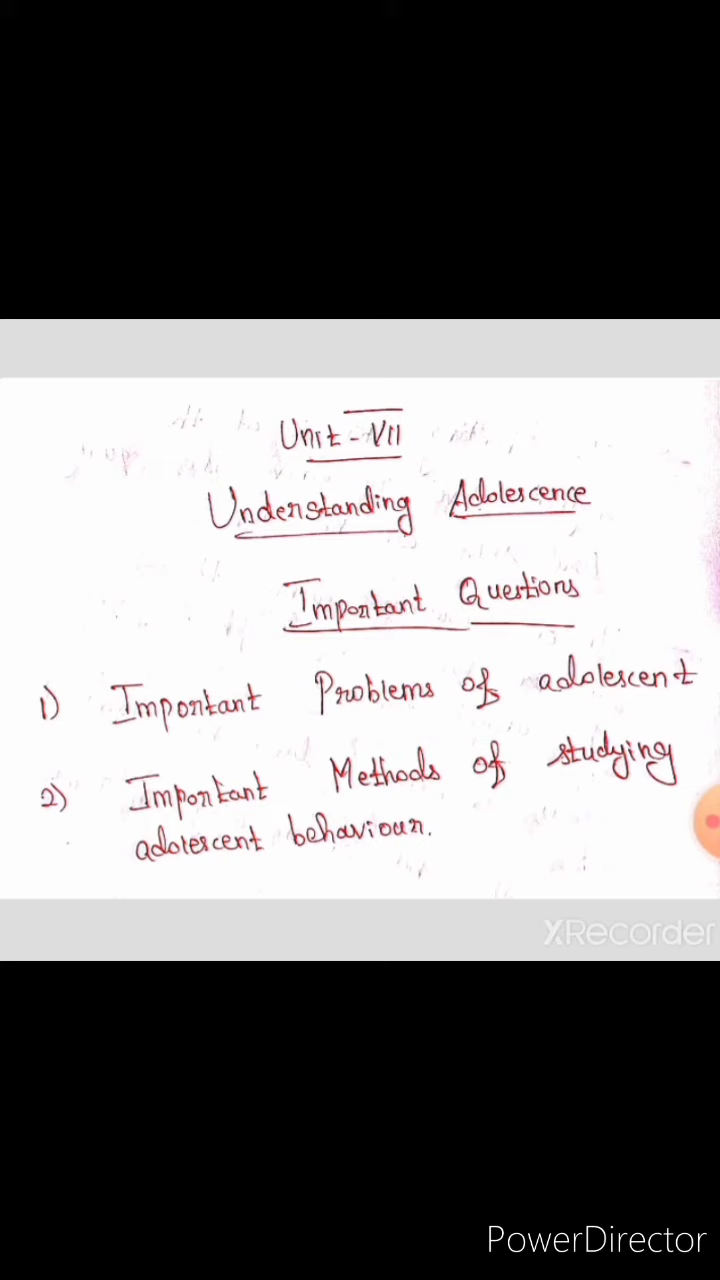 Unit - VII
Understanding Adolescence
Important Questions
1) Important Problems of adolescent
2) Important Methods of studying
adolescent behaviour.
XRecorder
PowerDirector